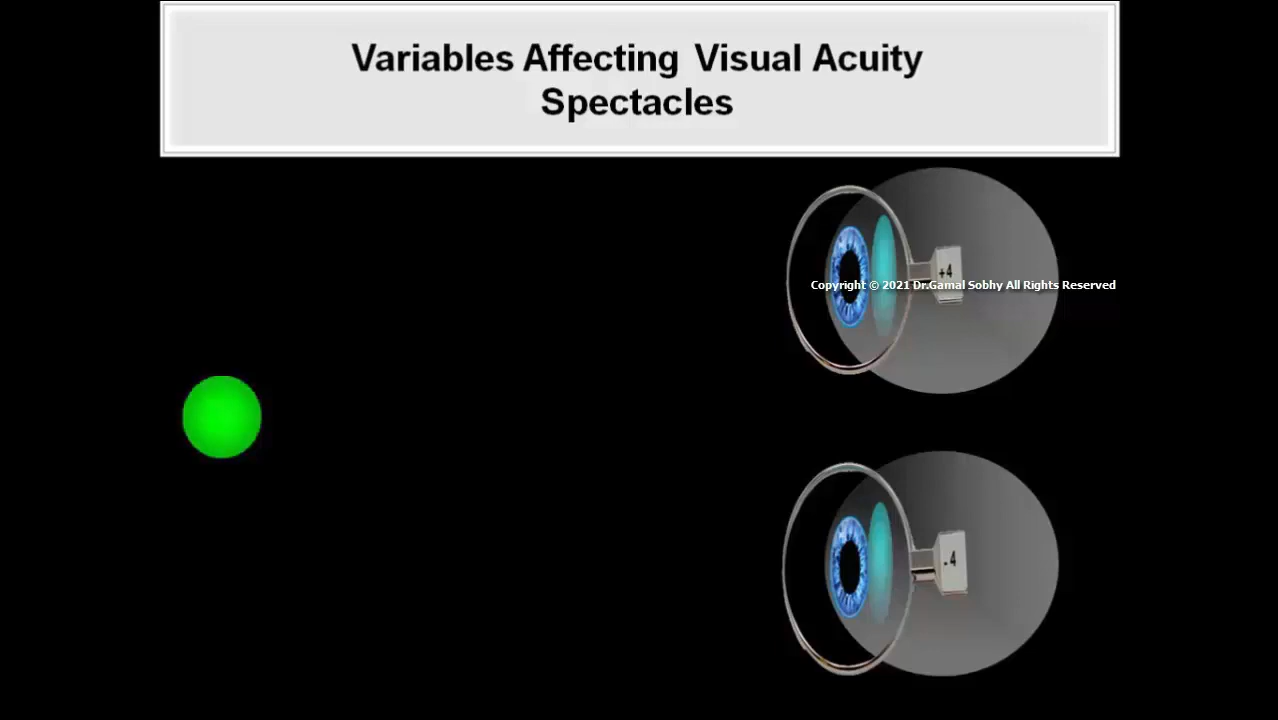 Variables Affecting Visual Acuity
Spectacles
+4
Copyright © 2021 Dr.Gamal Sobhy All Rights Reserved
- 4